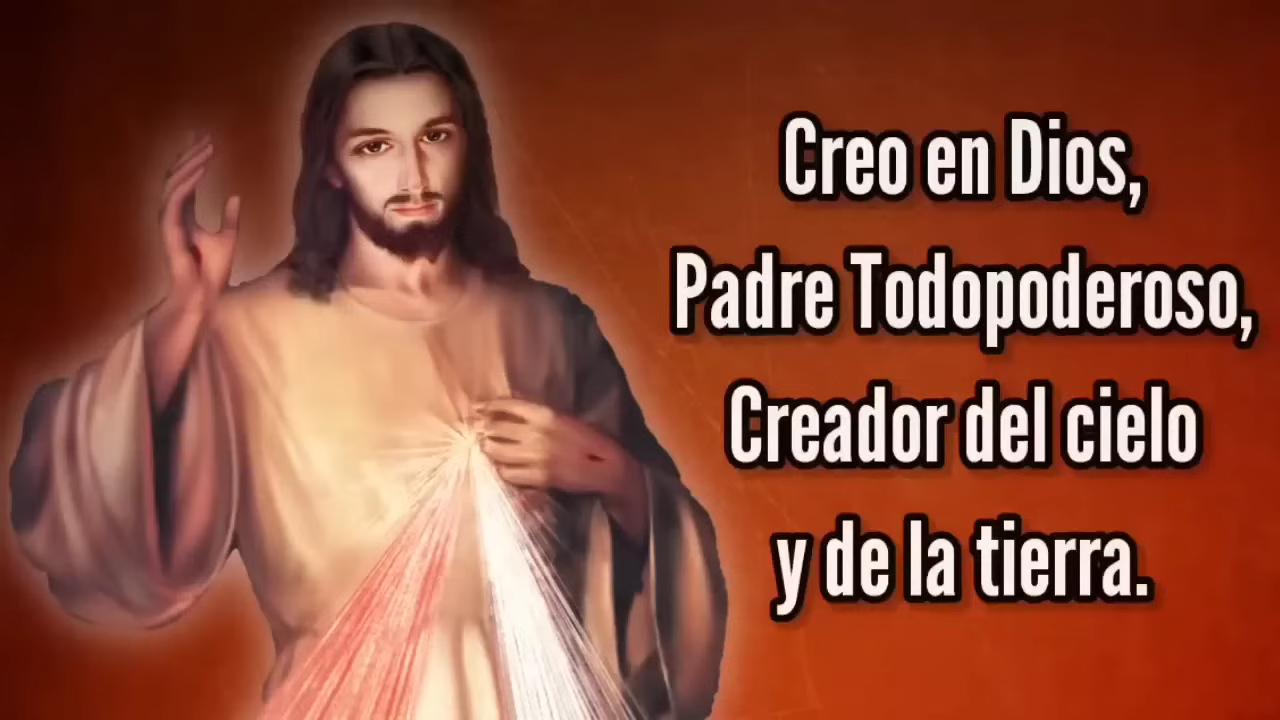 Creo en Dios,
Padre Todopoderoso,
Creador del cielo
y de la tierra.